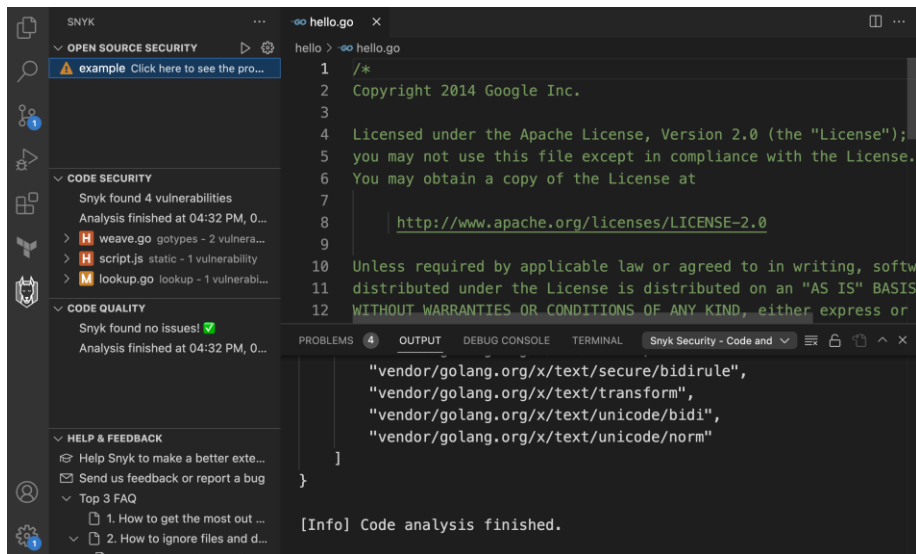 SNYK
OPEN SOURCE SECURITY
example Click here to see the pro...
CODE SECURITY
Snyk found 4 vulnerabilities
Analysis finished at 04:32 PM, 0...
H weave.go gotypes - 2 vulnera...
H script.js static - 1 vulnerability
M lookup.go lookup - 1 vulnerabi...
CODE QUALITY
Snyk found no issues! ✅
Analysis finished at 04:32 PM, 0...
HELP & FEEDBACK
Help Snyk to make a better exte...
Send us feedback or report a bug
Top 3 FAQ
1. How to get the most out ...
2. How to ignore files and d...
1
1
GO hello.go
hello > GO hello.go
1 /*
2 Copyright 2014 Google Inc.
3
4 Licensed under the Apache License, Version 2.0 (the "License");
5 you may not use this file except in compliance with the License.
6 You may obtain a copy of the License at
7
8 http://www.apache.org/licenses/LICENSE-2.0
9
10 Unless required by applicable law or agreed to in writing, softw
11 distributed under the License is distributed on an "AS IS" BASIS
12 WITHOUT WARRANTIES OR CONDITIONS OF ANY KIND, either express or
PROBLEMS 4 OUTPUT DEBUG CONSOLE TERMINAL Snyk Security - Code and
"vendor/golang.org/x/text/secure/bidirule",
"vendor/golang.org/x/text/transform",
"vendor/golang.org/x/text/unicode/bidi",
"vendor/golang.org/x/text/unicode/norm"
]
}
[Info] Code analysis finished.